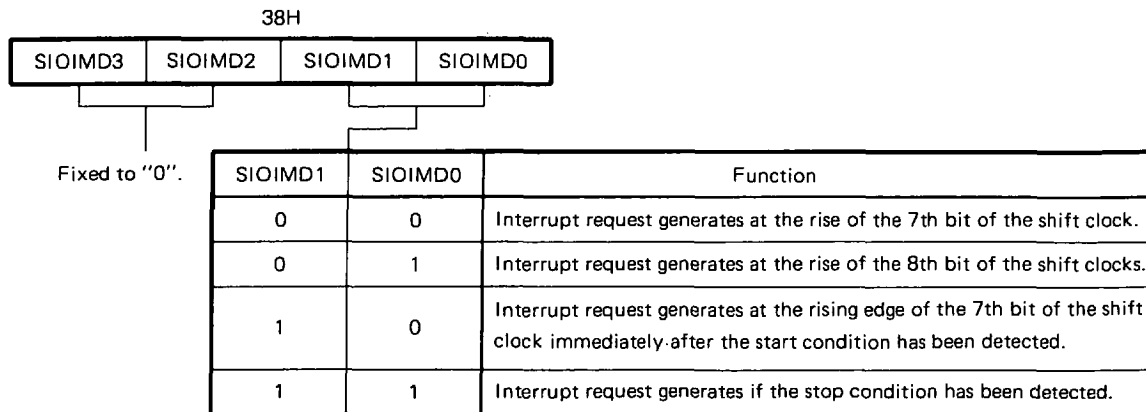 38H
SIOIMD3 SIOIMD2 SIOIMD1 SIOIMD0
Fixed to "0".
SIOIMD1 SIOIMD0 Function
0 0 Interrupt request generates at the rise of the 7th bit of the shift clock.
0 1 Interrupt request generates at the rise of the 8th bit of the shift clocks.
1 0 Interrupt request generates at the rising edge of the 7th bit of the shift
clock immediately after the start condition has been detected.
1 1 Interrupt request generates if the stop condition has been detected.